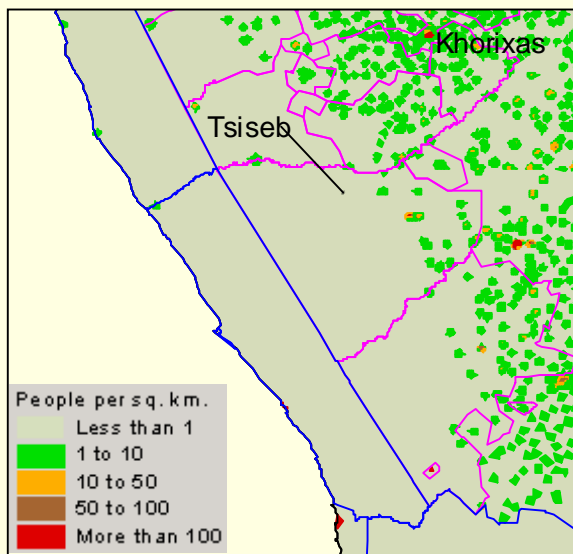 Khorixas
Tsiseb
People per sq. km.
Less than 1
1 to 10
10 to 50
50 to 100
More than 100